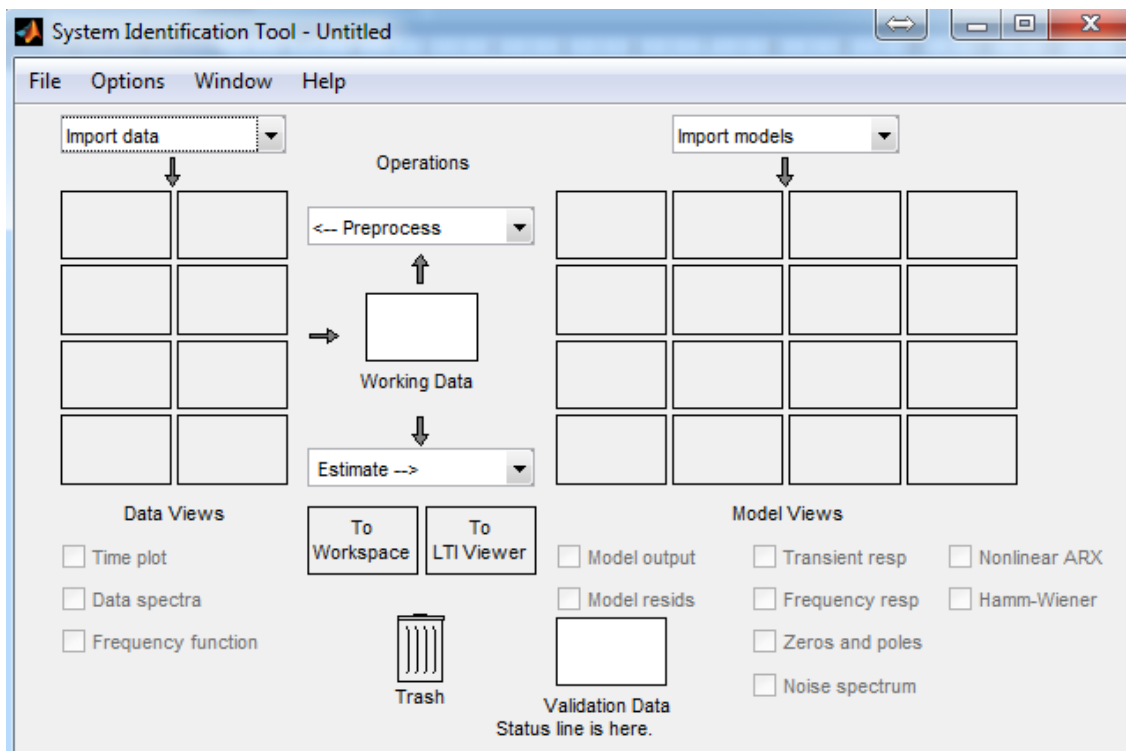 System Identification Tool - Untitled
File Options Window Help
Import data
Import models
Operations
<-- Preprocess
Working Data
Estimate -->
Data Views
Model Views
To
Workspace
To
LTI Viewer
Time plot
Data spectra
Frequency function
Model output
Transient resp
Nonlinear ARX
Model resids
Frequency resp
Hamm-Wiener
Zeros and poles
Noise spectrum
Trash
Validation Data
Status line is here.